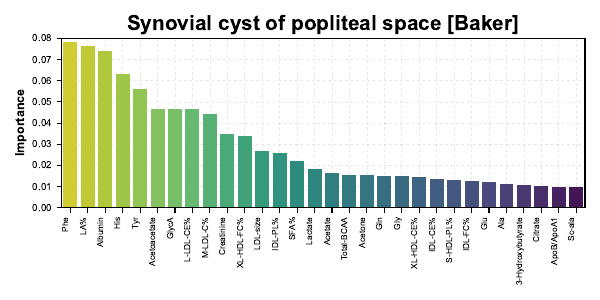 Synovial cyst of popliteal space [Baker]
Importance
0.08
0.07
0.06
0.05
0.04
0.03
0.02
0.01
0.00
Phe
LA%
Albumin
His
Tyr
Acetoacetate
GlycA
L-LDL-CE%
M-LDL-C%
Creatinine
XL-HDL-FC%
LDL-size
IDL-PL%
SFA%
Lactate
Acetate
Total-BCAA
Acetone
Gln
Gly
XL-HDL-CE%
IDL-CE%
S-HDL-PL%
IDL-FC%
Glu
Ala
3-Hydroxybutyrate
Citrate
ApoB/ApoA1